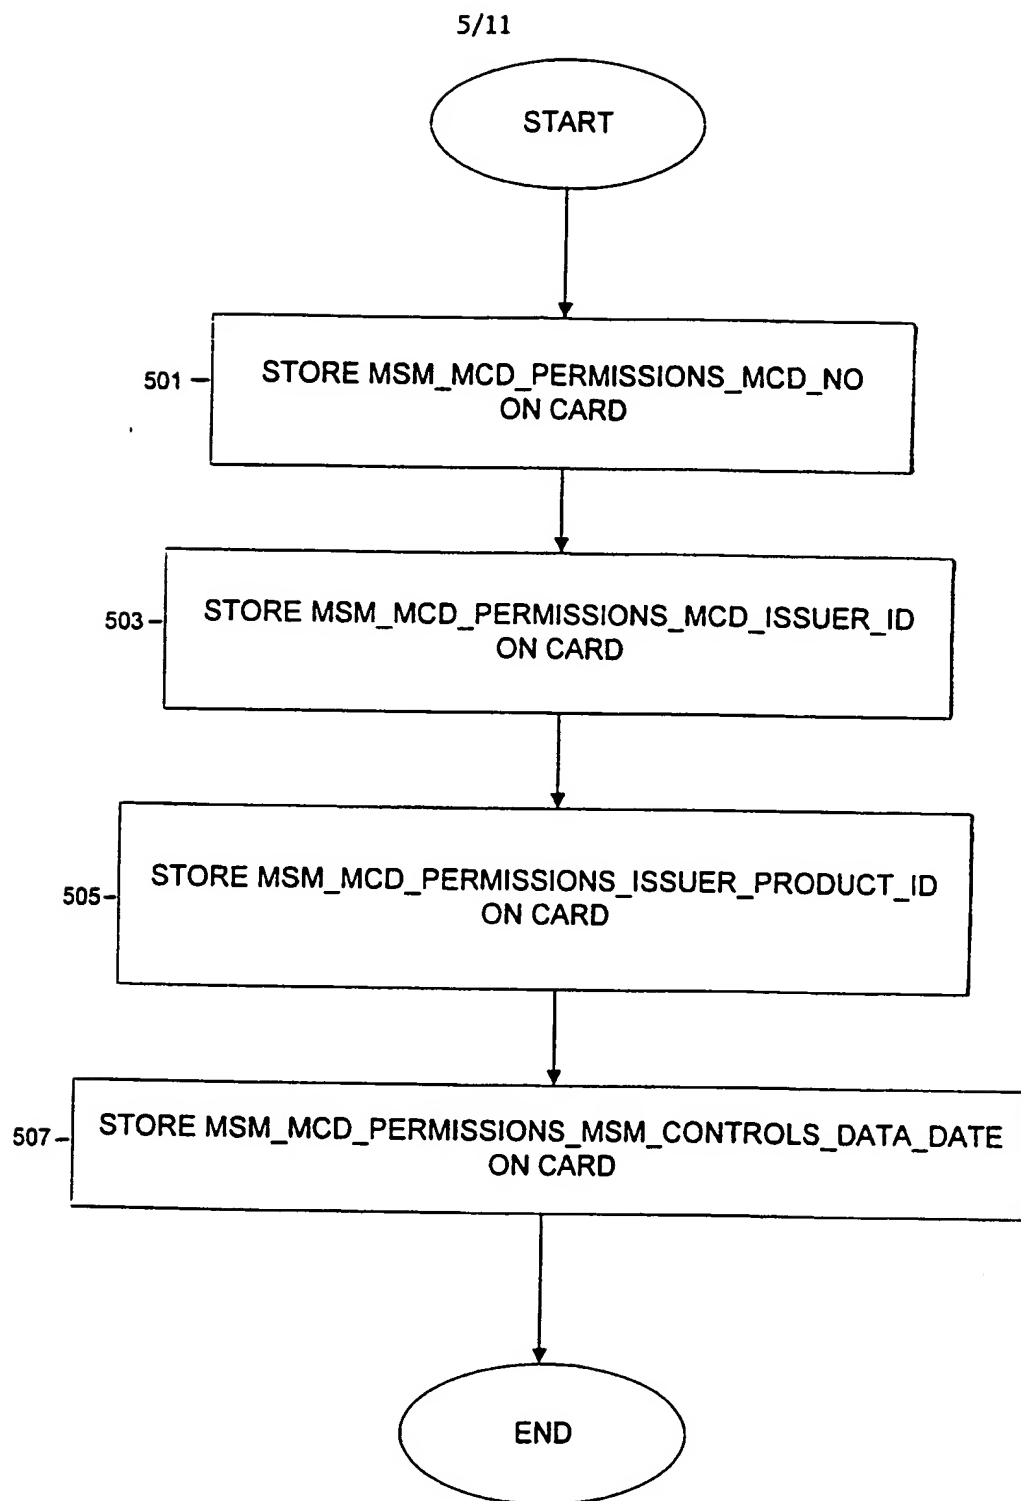 5/11
START
501
STORE MSM_MCD_PERMISSIONS_MCD_NO
ON CARD
503
STORE MSM_MCD_PERMISSIONS_MCD_ISSUER_ID
ON CARD
505
STORE MSM_MCD_PERMISSIONS_ISSUER_PRODUCT_ID
ON CARD
507
STORE MSM_MCD_PERMISSIONS_MSM_CONTROLS_DATA_DATE
ON CARD
END